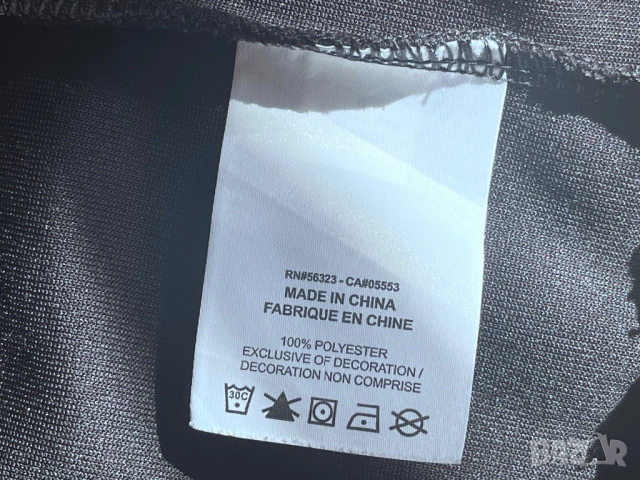 RN#56323 - CA#05553
MADE IN CHINA
FABRIQUE EN CHINE
100% POLYESTER
EXCLUSIVE OF DECORATION /
DECORATION NON COMPRISE
30C
BAZAR